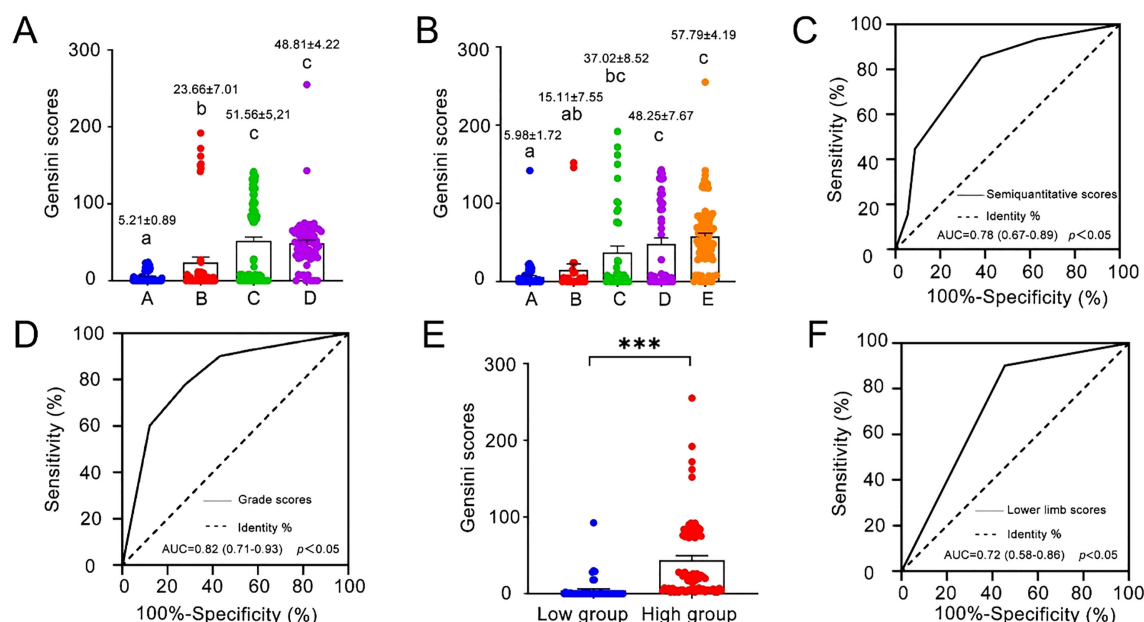 A
Gensini scores
300
200
100
0
5.21±0.89
a
23.66±7.01
b
51.56±5,21
c
48.81±4.22
c
A B C D
B
Gensini scores
300
200
100
0
5.98±1.72
a
15.11±7.55
ab
37.02±8.52
bc
48.25±7.67
c
57.79±4.19
c
A B C D E
C
Sensitivity (%)
100
80
60
40
20
0
Semiquantitative scores
Identity %
AUC=0.78 (0.67-0.89) p<0.05
0 20 40 60 80 100
100%-Specificity (%)
D
Sensitivity (%)
100
80
60
40
20
0
Grade scores
Identity %
AUC=0.82 (0.71-0.93) p<0.05
0 20 40 60 80 100
100%-Specificity (%)
E
Gensini scores
300
200
100
0
***
Low group High group
F
Sensitivity (%)
100
80
60
40
20
0
Lower limb scores
Identity %
AUC=0.72 (0.58-0.86) p<0.05
0 20 40 60 80 100
100%-Specificity (%)